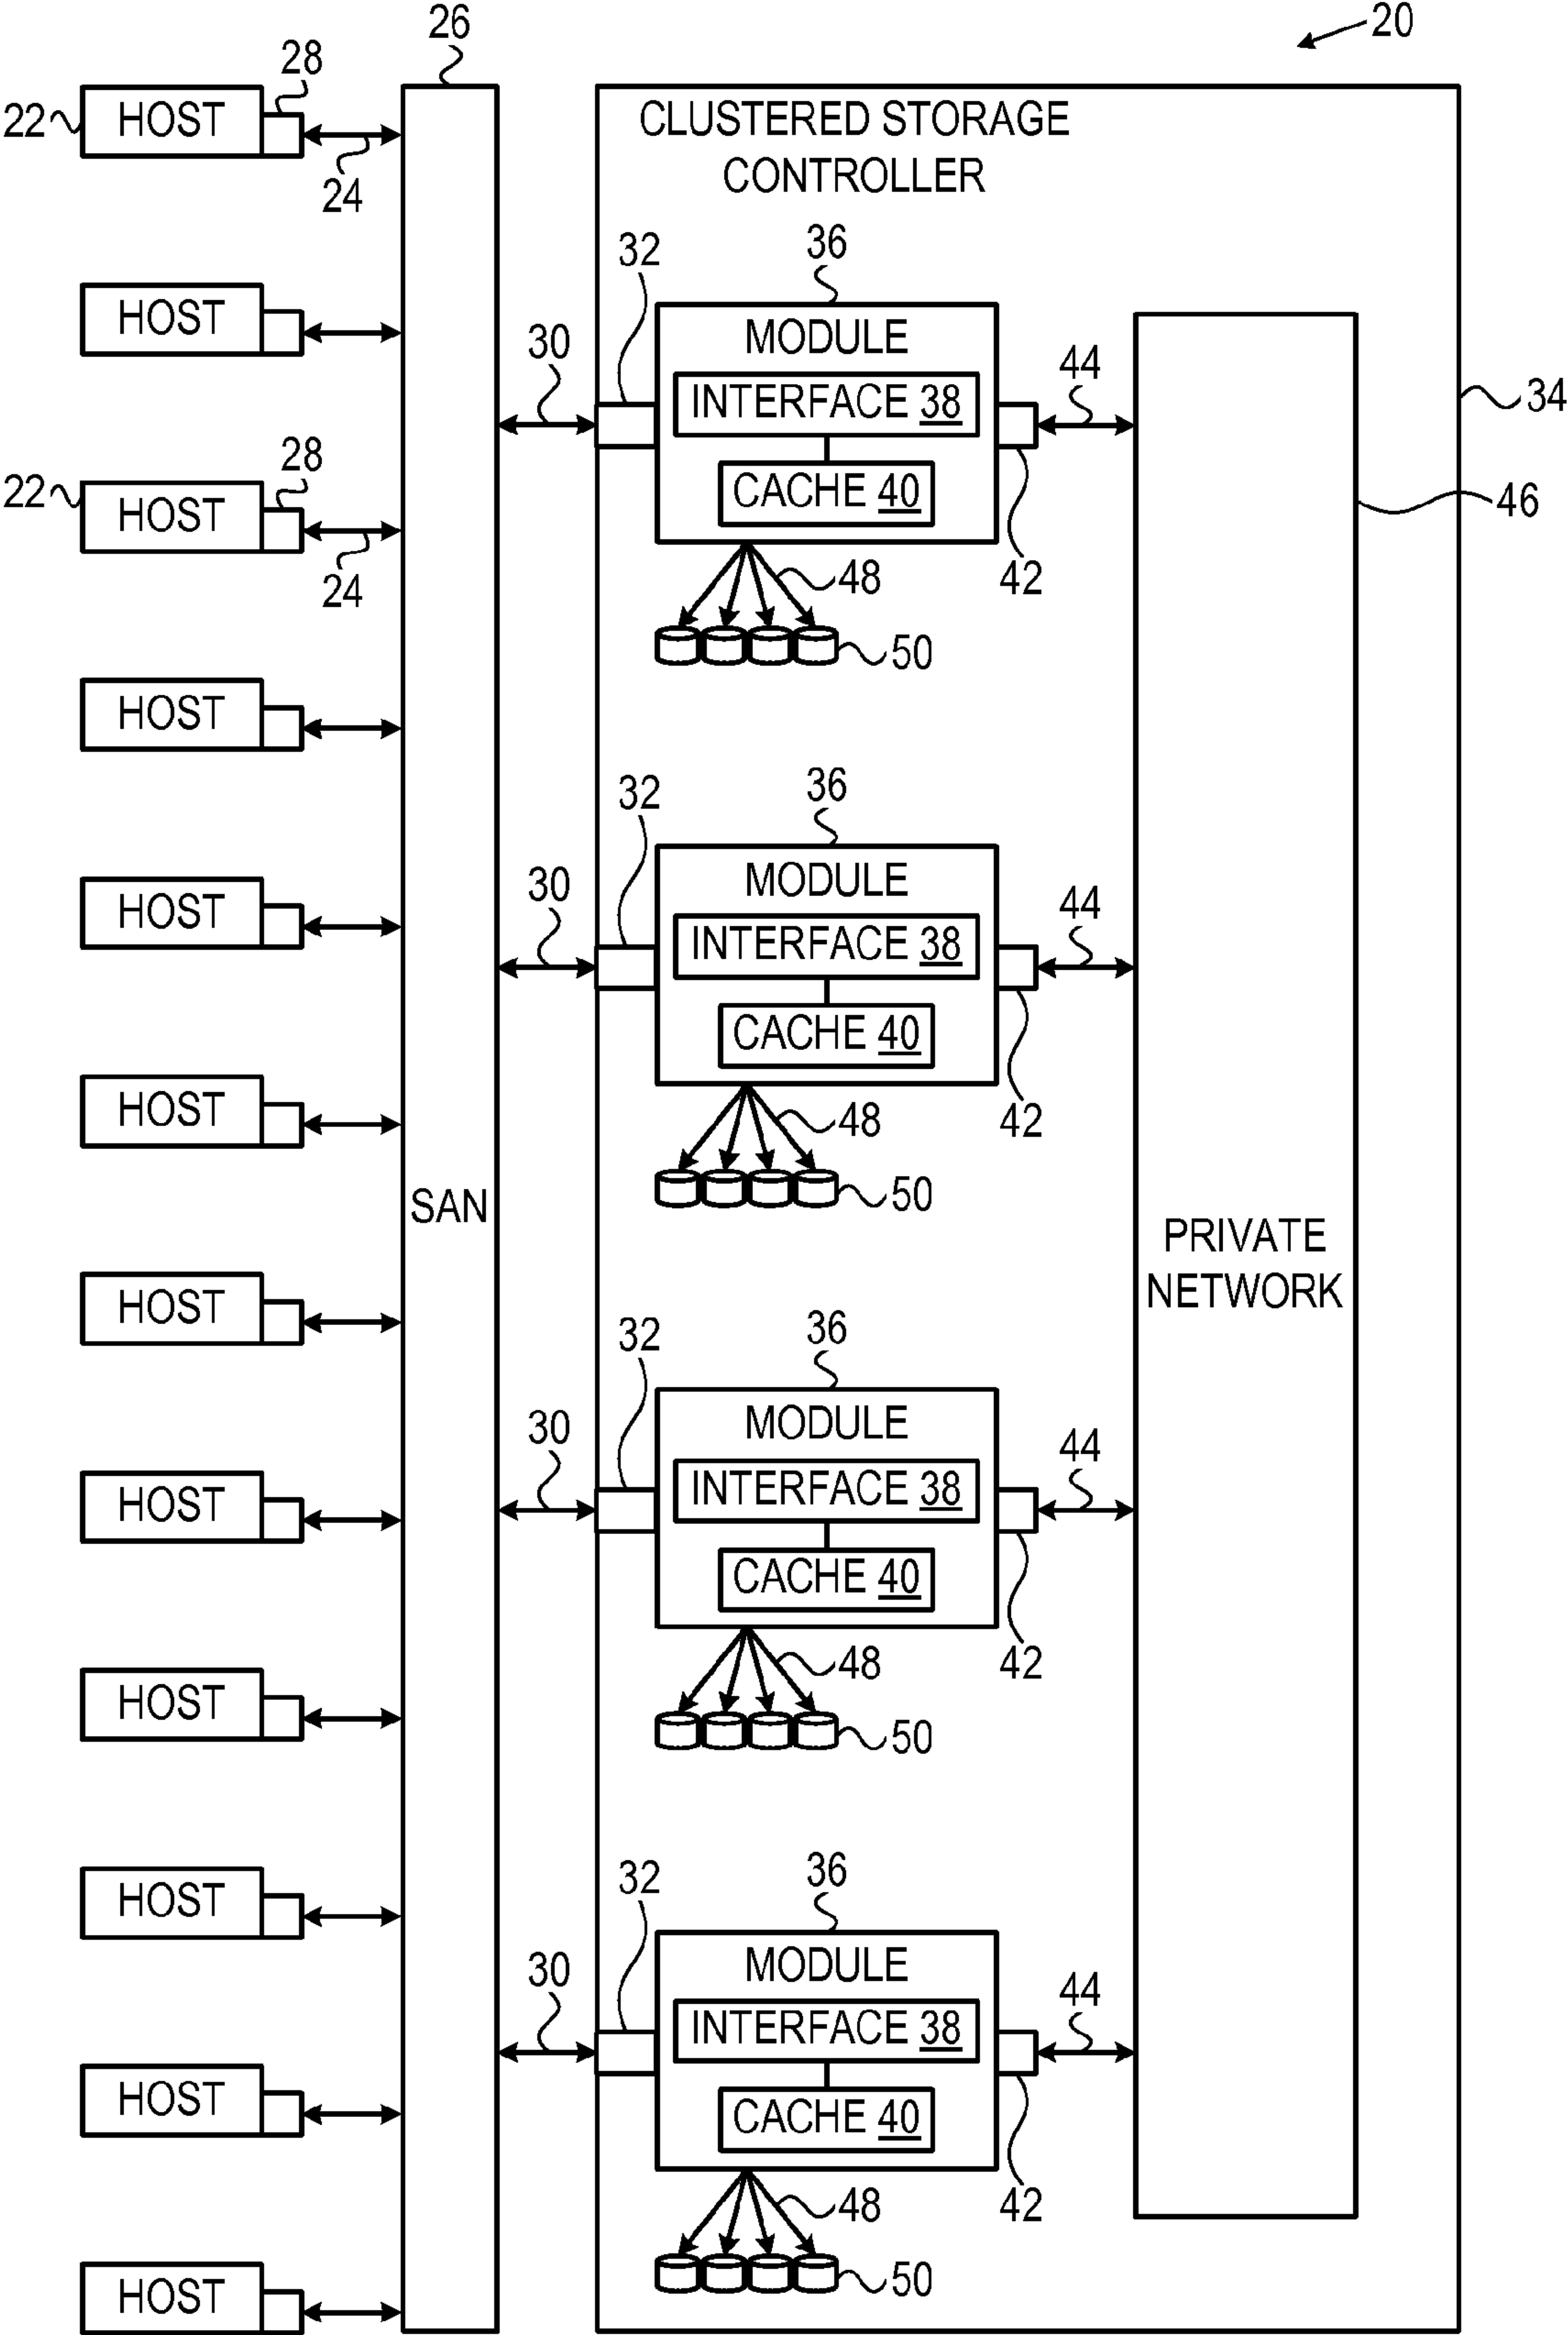 20
26
28
22 HOST
24
CLUSTERED STORAGE
CONTROLLER
HOST
32
36
MODULE
INTERFACE 38
CACHE 40
30
44
34
28
22 HOST
24
46
42
48
50
HOST
32
36
MODULE
INTERFACE 38
CACHE 40
30
44
HOST
42
48
50
HOST
SAN
PRIVATE
NETWORK
HOST
32
36
MODULE
INTERFACE 38
CACHE 40
30
44
HOST
42
48
50
HOST
32
36
MODULE
INTERFACE 38
CACHE 40
30
44
HOST
42
48
50
HOST
HOST